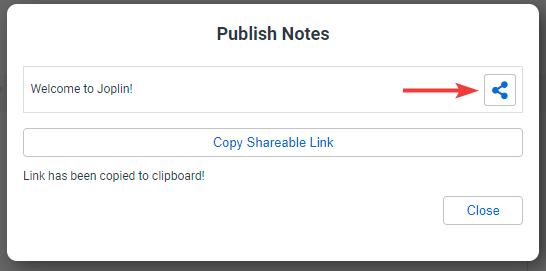 Publish Notes
Welcome to Joplin!
Copy Shareable Link
Link has been copied to clipboard!
Close